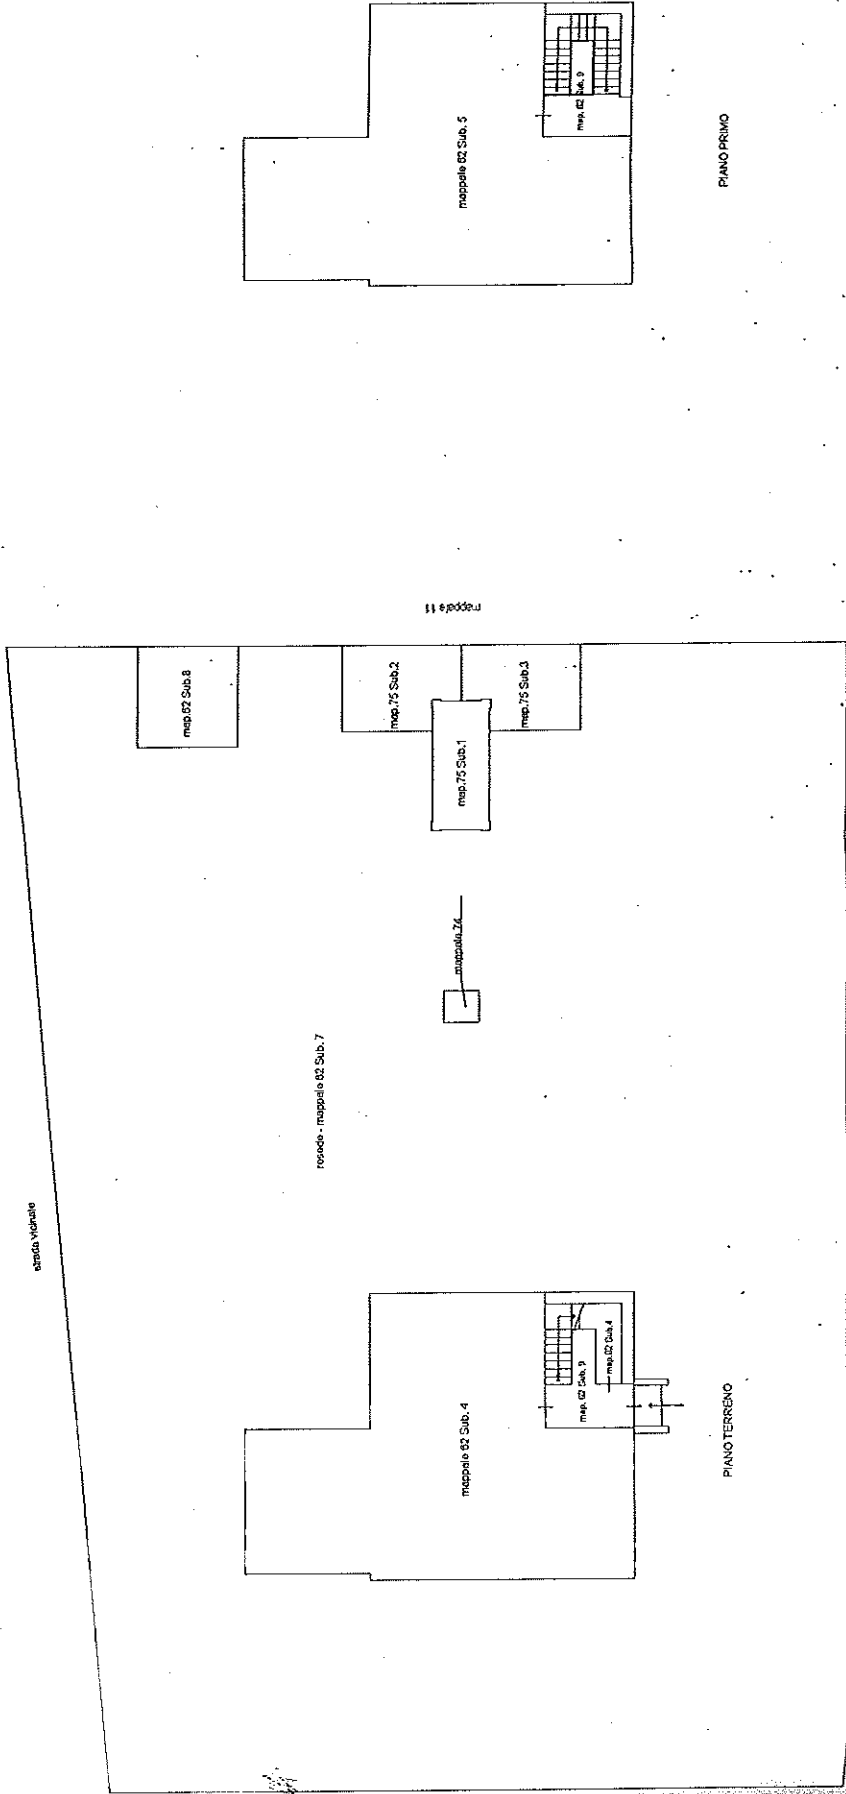 mappale 62 Sub. 5
map. 62 Sub. 9
PIANO PRIMO
mappale 11
map.62 Sub.8
map.75 Sub.2
map.75 Sub.3
map.75 Sub.1
mappale 74
resede - mappale 62 Sub. 7
strada vicinale
mappale 62 Sub. 4
map. 62 Sub. 9
map.62 Sub.4
PIANO TERRENO